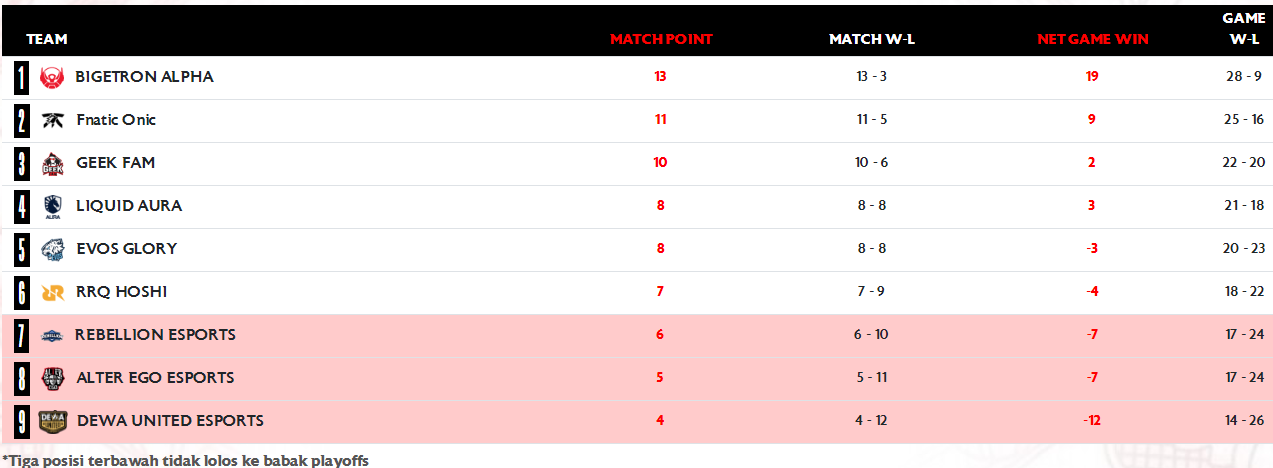 TEAM MATCH POINT MATCH W-L NET GAME WIN GAME W-L
1 BIGETRON ALPHA 13 13 - 3 19 28 - 9
2 Fnatic Onic 11 11 - 5 9 25 - 16
3 GEEK FAM 10 10 - 6 2 22 - 20
4 LIQUID AURA 8 8 - 8 3 21 - 18
5 EVOS GLORY 8 8 - 8 -3 20 - 23
6 RRQ HOSHI 7 7 - 9 -4 18 - 22
7 REBELLION ESPORTS 6 6 - 10 -7 17 - 24
8 ALTER EGO ESPORTS 5 5 - 11 -7 17 - 24
9 DEWA UNITED ESPORTS 4 4 - 12 -12 14 - 26
*Tiga posisi terbawah tidak lolos ke babak playoffs